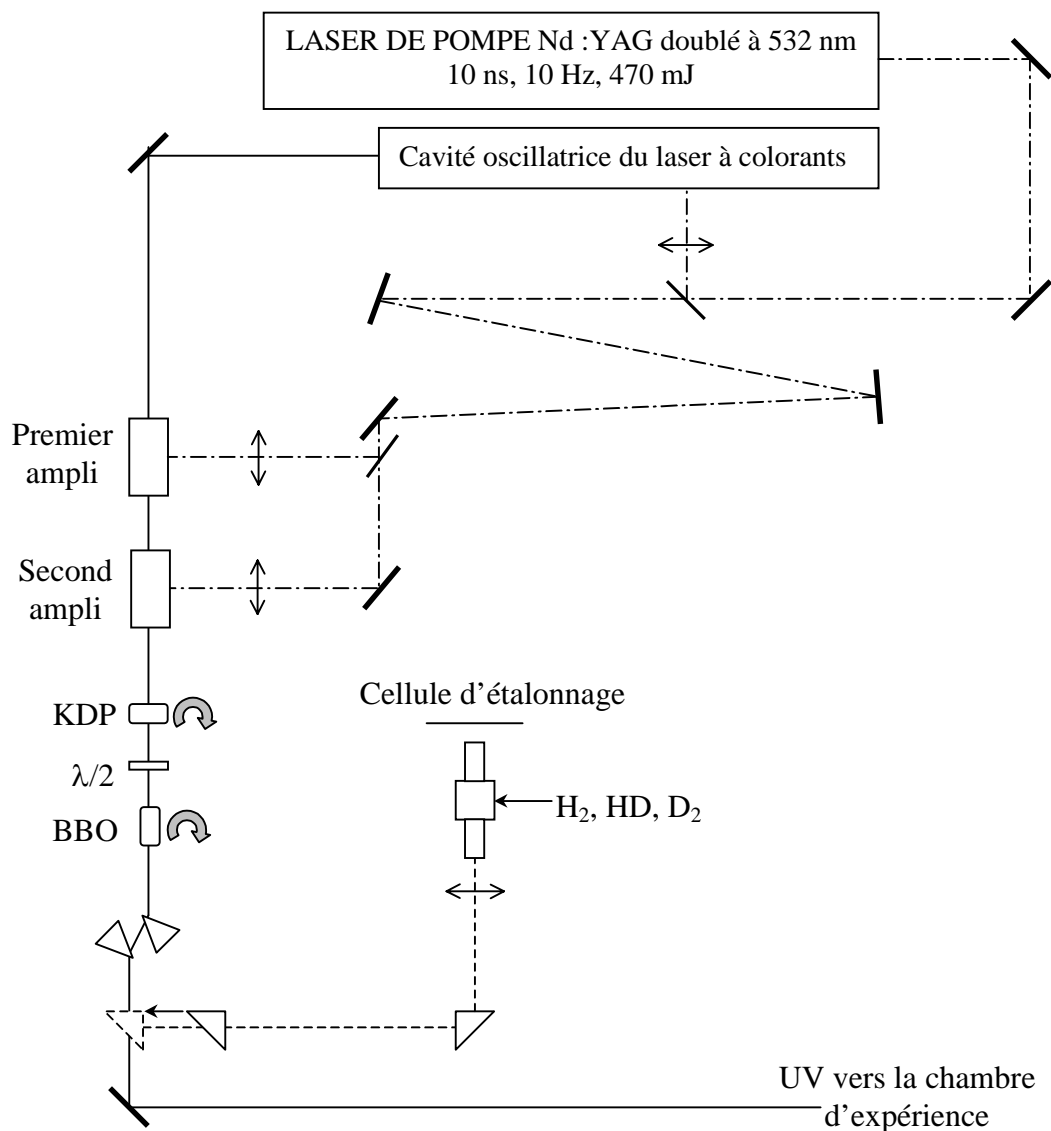 LASER DE POMPE Nd :YAG doublé à 532 nm
10 ns, 10 Hz, 470 mJ
Cavité oscillatrice du laser à colorants
Premier
ampli
Second
ampli
Cellule d’étalonnage
KDP
λ/2
H₂, HD, D₂
BBO
UV vers la chambre
d’expérience